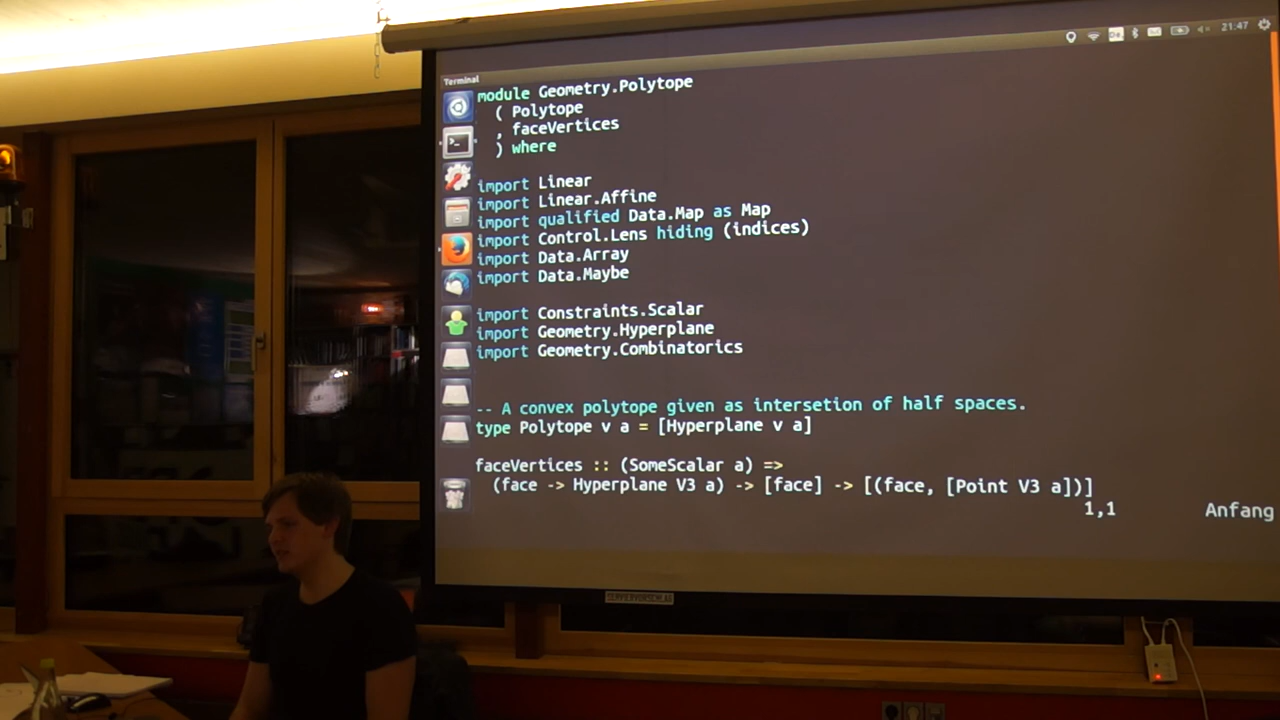 21:47
Terminal
module Geometry.Polytope
( Polytope
, faceVertices
) where
import Linear
import Linear.Affine
import qualified Data.Map as Map
import Control.Lens hiding (indices)
import Data.Array
import Data.Maybe
import Constraints.Scalar
import Geometry.Hyperplane
import Geometry.Combinatorics
-- A convex polytope given as intersetion of half spaces.
type Polytope v a = [Hyperplane v a]
faceVertices :: (SomeScalar a) =>
(face -> Hyperplane V3 a) -> [face] -> [(face, [Point V3 a])]
1,1 Anfang